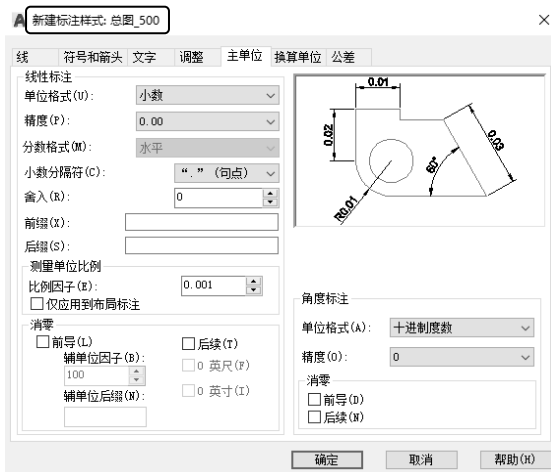 新建标注样式: 总图_500
线 符号和箭头 文字 调整 主单位 换算单位 公差
线性标注
单位格式(U): 小数
精度(P): 0.00
分数格式(M): 水平
小数分隔符(C): “.” (句点)
舍入(R): 0
前缀(X):
后缀(S):
测量单位比例
比例因子(E): 0.001
仅应用到布局标注
消零
前导(L) 后续(T)
辅单位因子(B): 0 英尺(F)
100
辅单位后缀(N): 0 英寸(I)
0.01
0.02
0.03
60°
R0.01
角度标注
单位格式(A): 十进制度数
精度(O): 0
消零
前导(D)
后续(N)
确定 取消 帮助(H)